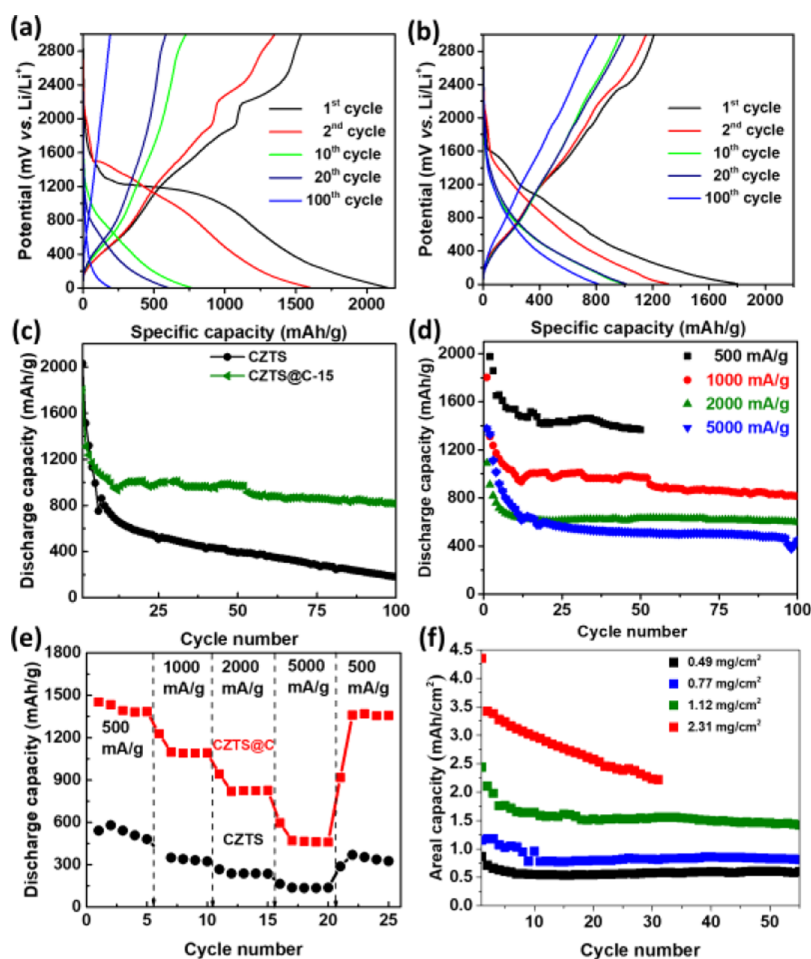 (a)
Potential (mV vs. Li/Li⁺)
2800
2400
2000
1600
1200
800
400
0
1ˢᵗ cycle
2ⁿᵈ cycle
10ᵗʰ cycle
20ᵗʰ cycle
100ᵗʰ cycle
0 500 1000 1500 2000
Specific capacity (mAh/g)
(b)
Potential (mV vs. Li/Li⁺)
2800
2400
2000
1600
1200
800
400
0
1ˢᵗ cycle
2ⁿᵈ cycle
10ᵗʰ cycle
20ᵗʰ cycle
100ᵗʰ cycle
0 400 800 1200 1600 2000
Specific capacity (mAh/g)
(c)
Discharge capacity (mAh/g)
2000
1600
1200
800
400
0
CZTS
CZTS@C-15
25 50 75 100
Cycle number
(d)
Discharge capacity (mAh/g)
2000
1600
1200
800
400
0
500 mA/g
1000 mA/g
2000 mA/g
5000 mA/g
0 25 50 75 100
Cycle number
(e)
Discharge capacity (mAh/g)
1800
1500
1200
900
600
300
0
500
mA/g
1000
mA/g
2000
mA/g
5000
mA/g
500
mA/g
CZTS@C
CZTS
0 5 10 15 20 25
Cycle number
(f)
Areal capacity (mAh/cm²)
4.5
4.0
3.5
3.0
2.5
2.0
1.5
1.0
0.5
0.0
0.49 mg/cm²
0.77 mg/cm²
1.12 mg/cm²
2.31 mg/cm²
10 20 30 40 50
Cycle number